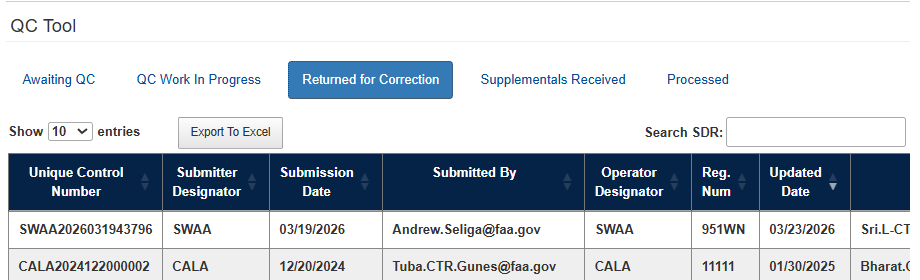 QC Tool
Awaiting QC QC Work In Progress Returned for Correction Supplementals Received Processed
Show 10 entries Export To Excel Search SDR:
Unique Control Number Submitter Designator Submission Date Submitted By Operator Designator Reg. Num Updated Date
SWAA2026031943796 SWAA 03/19/2026 Andrew.Seliga@faa.gov SWAA 951WN 03/23/2026 Sri.L-CT
CALA2024122000002 CALA 12/20/2024 Tuba.CTR.Gunes@faa.gov CALA 11111 01/30/2025 Bharat.